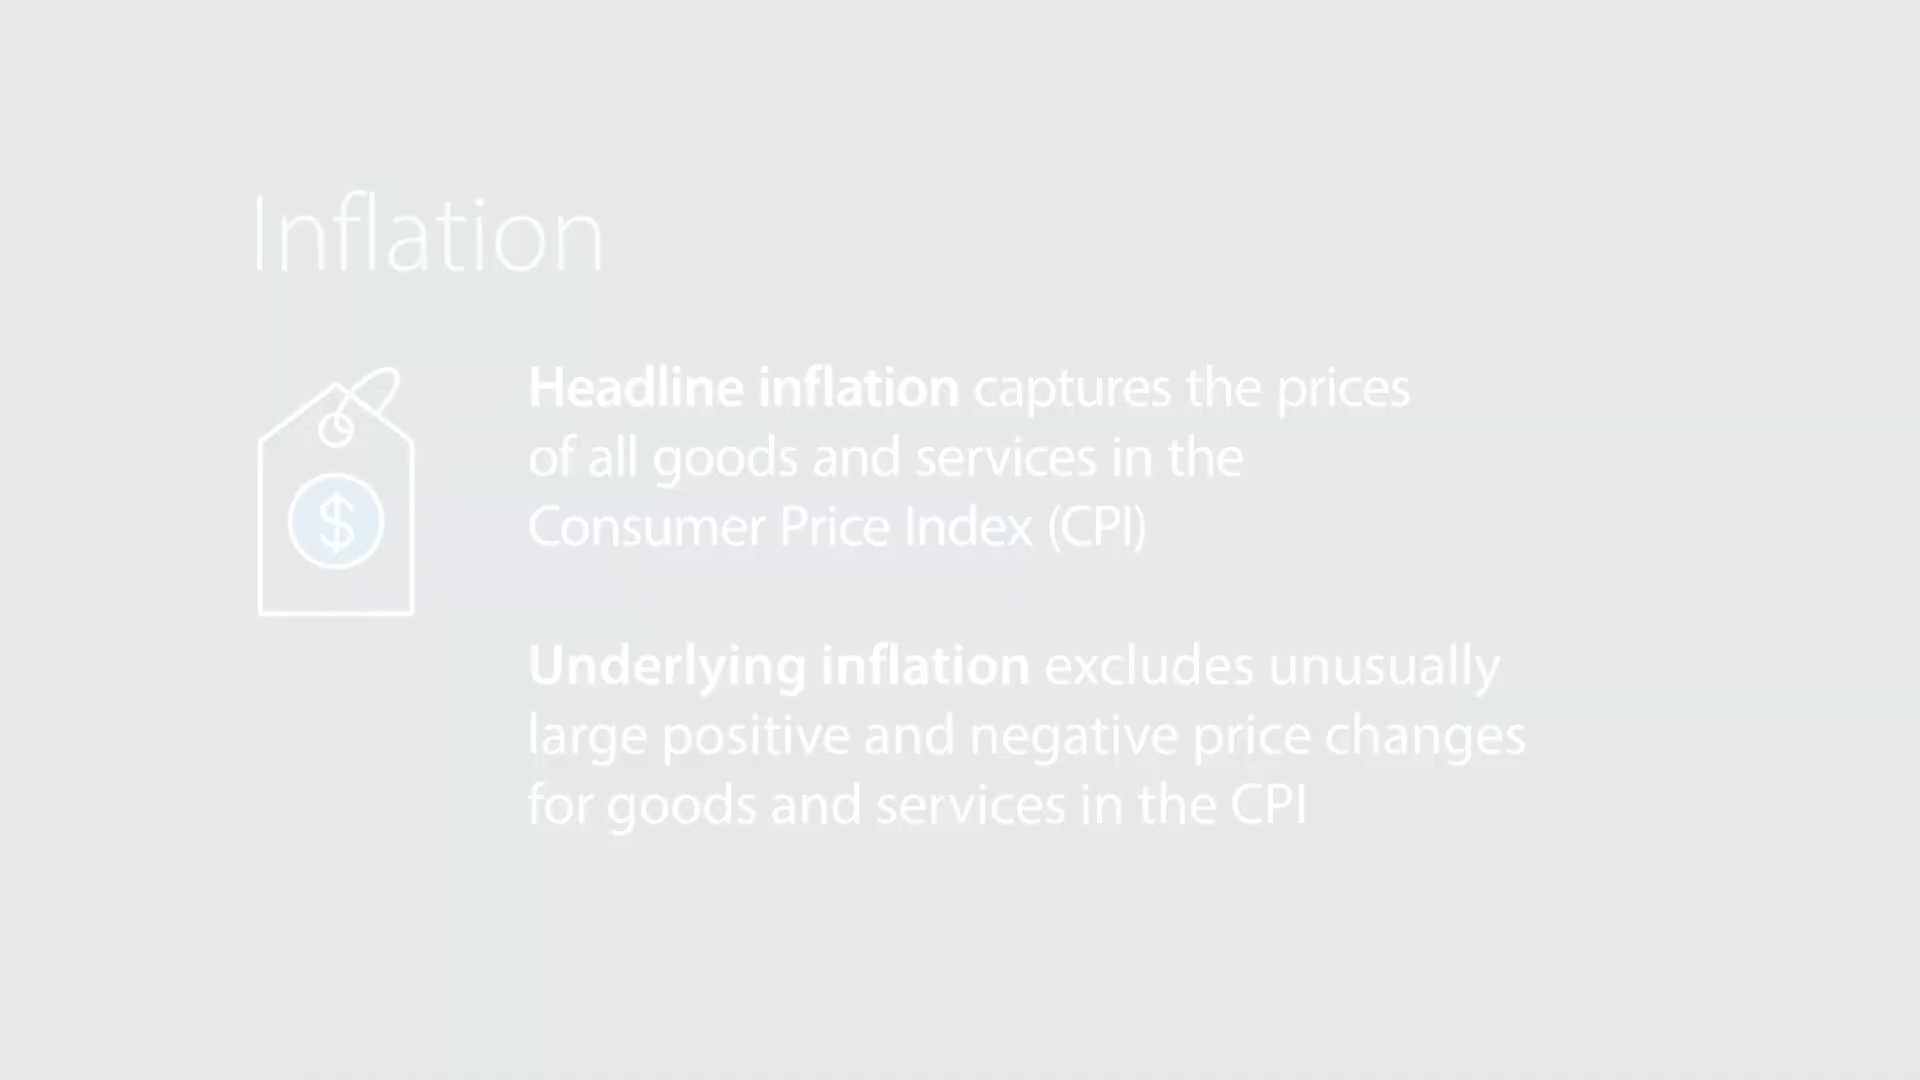 Inflation
$
Headline inflation captures the prices
of all goods and services in the
Consumer Price Index (CPI)
Underlying inflation excludes unusually
large positive and negative price changes
for goods and services in the CPI